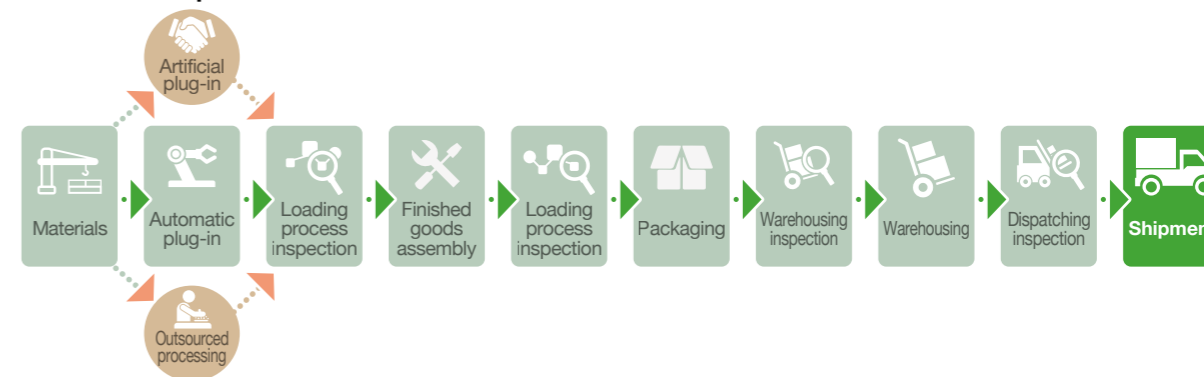 Artificial
plug-in
Materials
Automatic
plug-in
Loading
process
inspection
Finished
goods
assembly
Loading
process
inspection
Packaging
Warehousing
inspection
Warehousing
Dispatching
inspection
Shipmen
Outsourced
processing